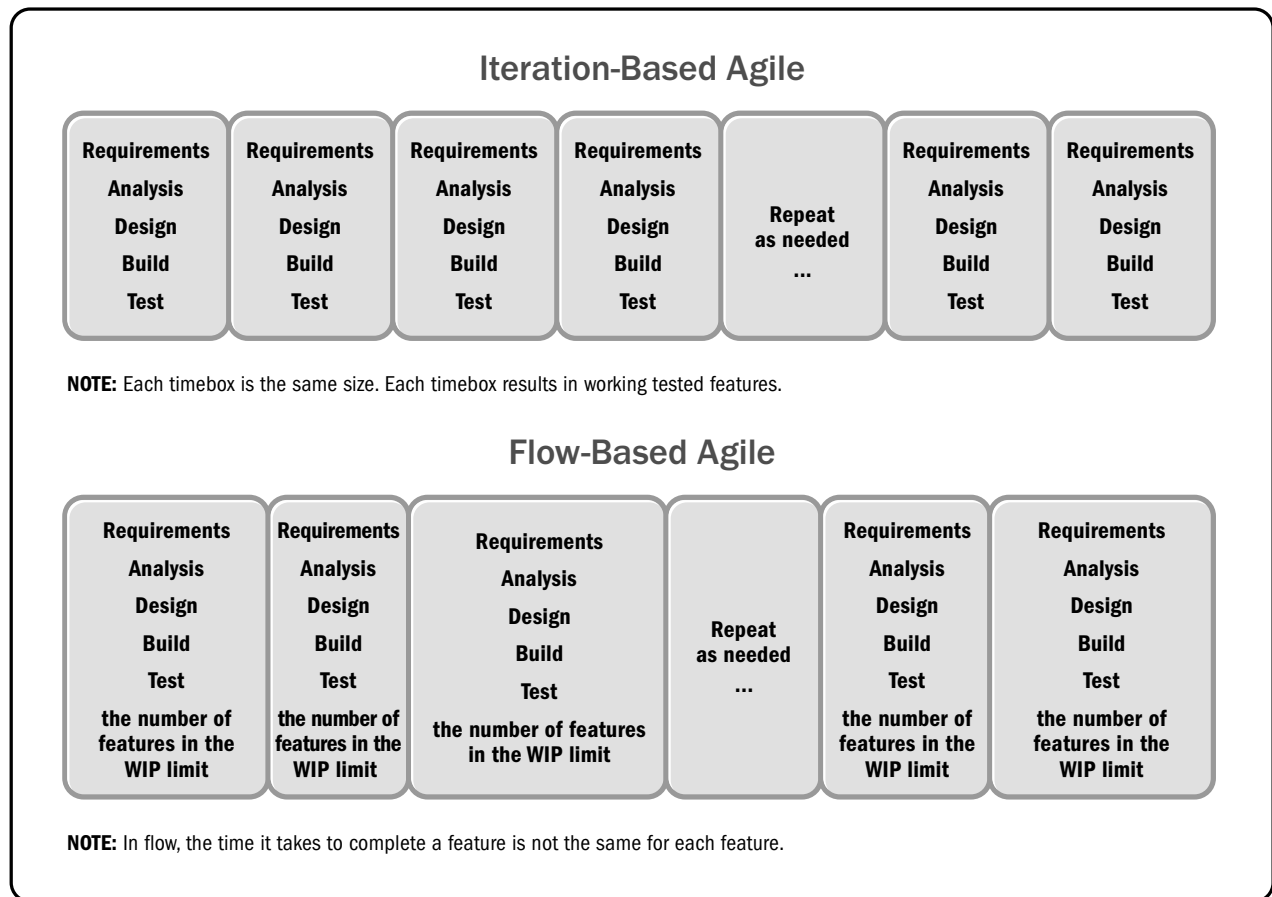 Iteration-Based Agile
Requirements
Analysis
Design
Build
Test
Requirements
Analysis
Design
Build
Test
Requirements
Analysis
Design
Build
Test
Requirements
Analysis
Design
Build
Test
Repeat
as needed
...
Requirements
Analysis
Design
Build
Test
Requirements
Analysis
Design
Build
Test
NOTE: Each timebox is the same size. Each timebox results in working tested features.
Flow-Based Agile
Requirements
Analysis
Design
Build
Test
the number of
features in the
WIP limit
Requirements
Analysis
Design
Build
Test
the number of
features in the
WIP limit
Requirements
Analysis
Design
Build
Test
the number of features
in the WIP limit
Repeat
as needed
...
Requirements
Analysis
Design
Build
Test
the number of
features in the
WIP limit
Requirements
Analysis
Design
Build
Test
the number of
features in the
WIP limit
NOTE: In flow, the time it takes to complete a feature is not the same for each feature.